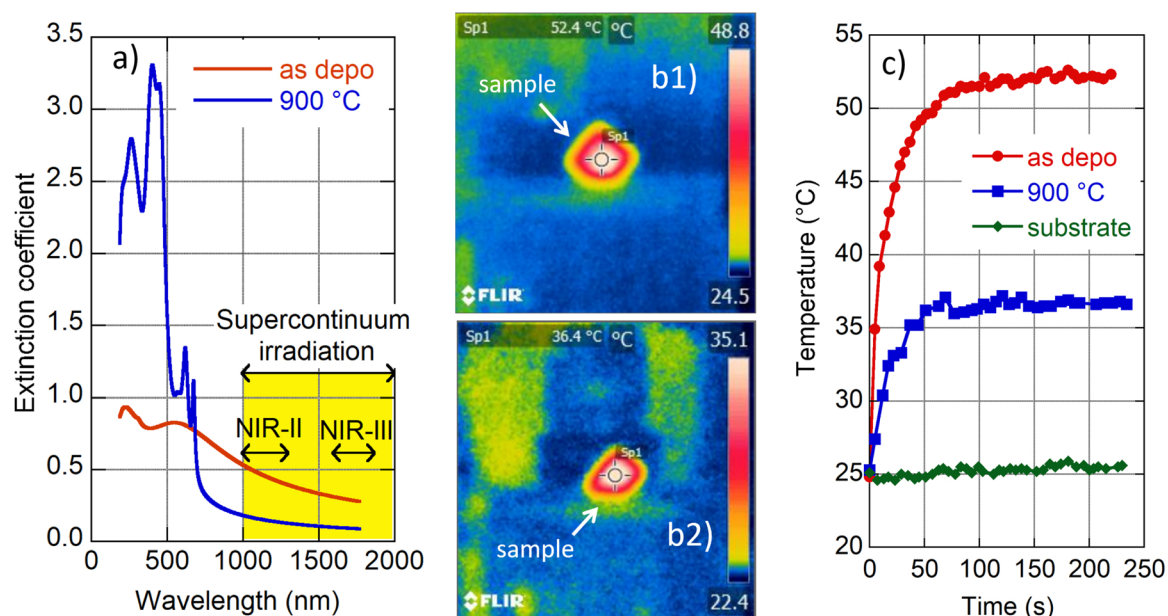 a)
as depo
900 °C
Extinction coefficient
3.5
3.0
2.5
2.0
1.5
1.0
0.5
0.0
Supercontinuum
irradiation
NIR-II
NIR-III
0
500
1000
1500
2000
Wavelength (nm)
Sp1 52.4 °C °C 48.8
sample
b1)
Sp1
FLIR
24.5
Sp1 36.4 °C °C 35.1
Sp1
sample
b2)
FLIR
22.4
c)
as depo
900 °C
substrate
Temperature (°C)
55
50
45
40
35
30
25
20
0
50
100
150
200
250
Time (s)